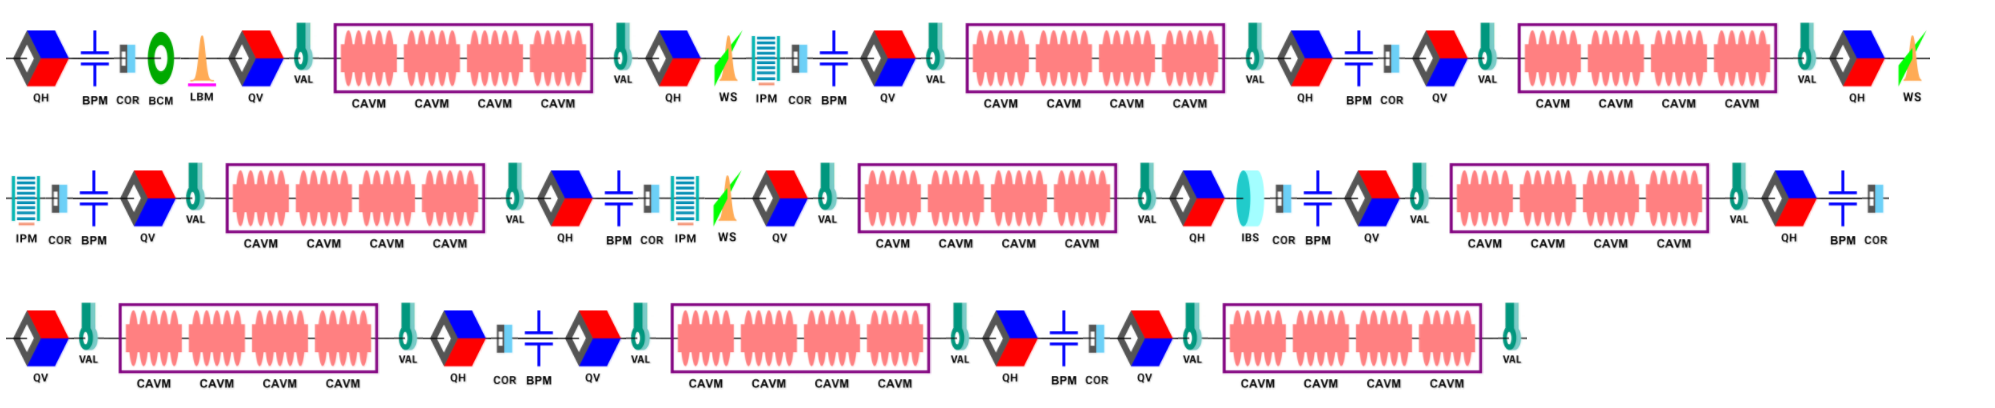 QH BPM COR BCM LBM QV VAL CAVM CAVM CAVM CAVM VAL QH WS IPM COR BPM QV VAL CAVM CAVM CAVM CAVM VAL QH BPM COR QV VAL CAVM CAVM CAVM CAVM VAL QH WS
IPM COR BPM QV VAL CAVM CAVM CAVM CAVM VAL QH BPM COR IPM WS QV VAL CAVM CAVM CAVM CAVM VAL QH IBS COR BPM QV VAL CAVM CAVM CAVM CAVM VAL QH BPM COR
QV VAL CAVM CAVM CAVM CAVM VAL QH COR BPM QV VAL CAVM CAVM CAVM CAVM VAL QH BPM COR QV VAL CAVM CAVM CAVM CAVM VAL